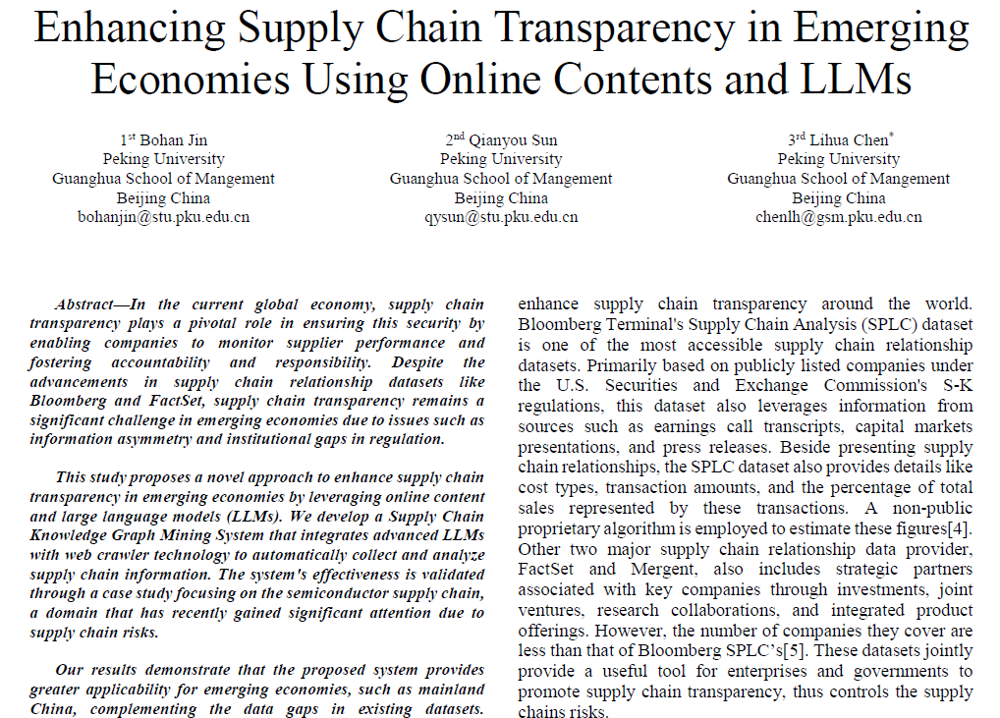 Enhancing Supply Chain Transparency in Emerging
Economies Using Online Contents and LLMs
1st Bohan Jin
Peking University
Guanghua School of Mangement
Beijing China
bohanjin@stu.pku.edu.cn
2nd Qianyou Sun
Peking University
Guanghua School of Mangement
Beijing China
qysun@stu.pku.edu.cn
3rd Lihua Chen*
Peking University
Guanghua School of Mangement
Beijing China
chenlh@gsm.pku.edu.cn
Abstract—In the current global economy, supply chain
transparency plays a pivotal role in ensuring this security by
enabling companies to monitor supplier performance and
fostering accountability and responsibility. Despite the
advancements in supply chain relationship datasets like
Bloomberg and FactSet, supply chain transparency remains a
significant challenge in emerging economies due to issues such as
information asymmetry and institutional gaps in regulation.
This study proposes a novel approach to enhance supply chain
transparency in emerging economies by leveraging online content
and large language models (LLMs). We develop a Supply Chain
Knowledge Graph Mining System that integrates advanced LLMs
with web crawler technology to automatically collect and analyze
supply chain information. The system's effectiveness is validated
through a case study focusing on the semiconductor supply chain,
a domain that has recently gained significant attention due to
supply chain risks.
Our results demonstrate that the proposed system provides
greater applicability for emerging economies, such as mainland
China, complementing the data gaps in existing datasets.
enhance supply chain transparency around the world.
Bloomberg Terminal's Supply Chain Analysis (SPLC) dataset
is one of the most accessible supply chain relationship
datasets. Primarily based on publicly listed companies under
the U.S. Securities and Exchange Commission's S-K
regulations, this dataset also leverages information from
sources such as earnings call transcripts, capital markets
presentations, and press releases. Beside presenting supply
chain relationships, the SPLC dataset also provides details like
cost types, transaction amounts, and the percentage of total
sales represented by these transactions. A non-public
proprietary algorithm is employed to estimate these figures[4].
Other two major supply chain relationship data provider,
FactSet and Mergent, also includes strategic partners
associated with key companies through investments, joint
ventures, research collaborations, and integrated product
offerings. However, the number of companies they cover are
less than that of Bloomberg SPLC’s[5]. These datasets jointly
provide a useful tool for enterprises and governments to
promote supply chain transparency, thus controls the supply
chains risks.